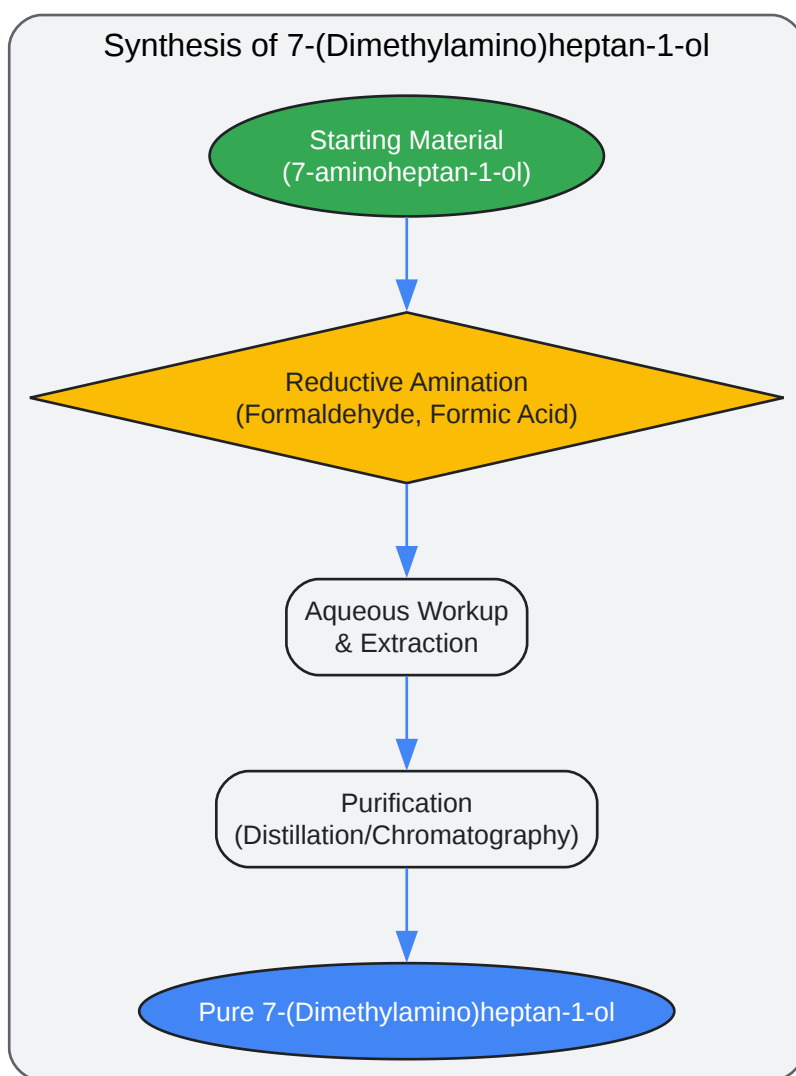 Synthesis of 7-(Dimethylamino)heptan-1-ol
Starting Material
(7-aminoheptan-1-ol)
Reductive Amination
(Formaldehyde, Formic Acid)
Aqueous Workup
& Extraction
Purification
(Distillation/Chromatography)
Pure 7-(Dimethylamino)heptan-1-ol